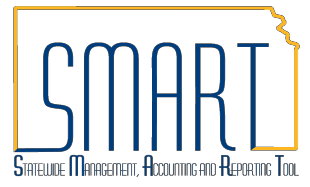 SMART
STATEWIDE MANAGEMENT, ACCOUNTING AND REPORTING TOOL